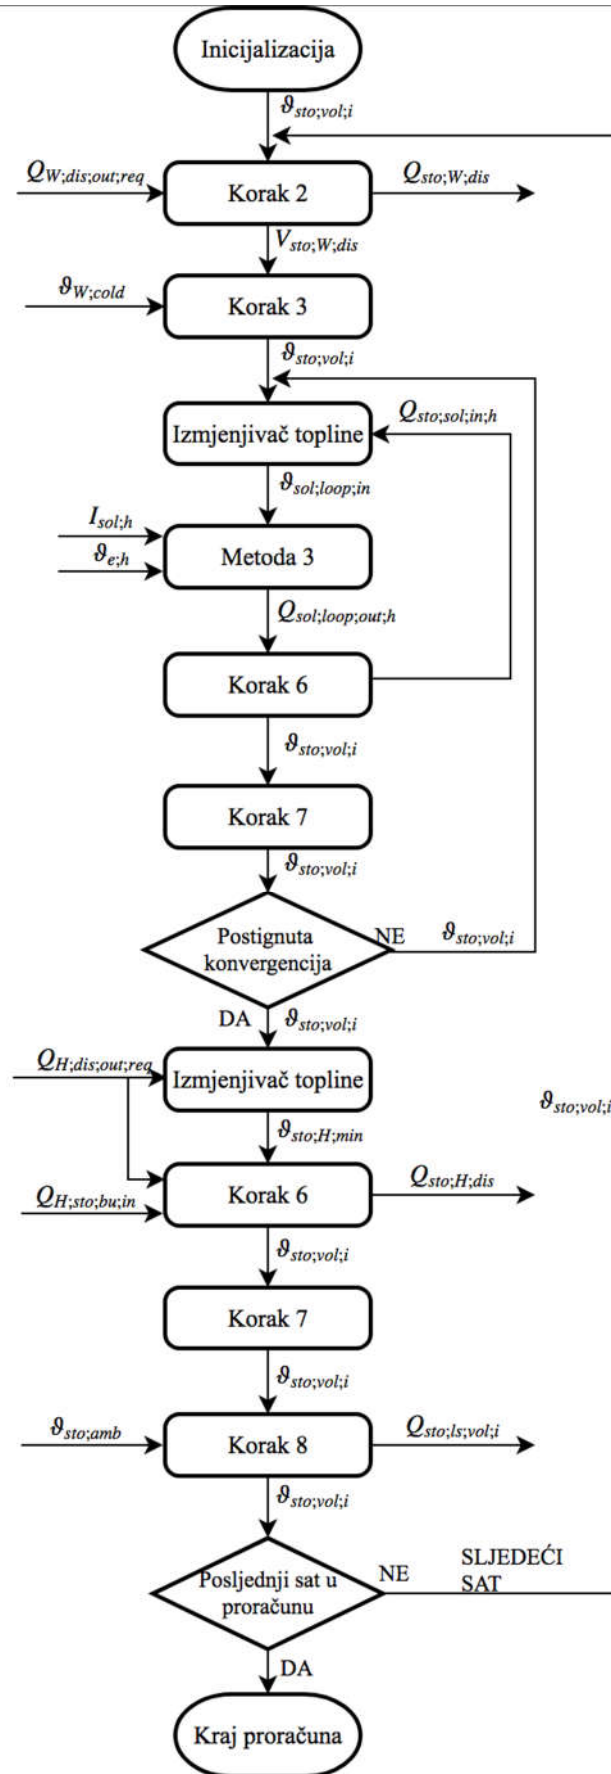 Inicijalizacija
ϑsto;vol;i
QW;dis;out;req
Korak 2
Qsto;W;dis
Vsto;W;dis
ϑW;cold
Korak 3
ϑsto;vol;i
Qsto;sol;in;h
Izmjenjivač topline
ϑsol;loop;in
Isol;h
ϑe;h
Metoda 3
Qsol;loop;out;h
Korak 6
ϑsto;vol;i
Korak 7
ϑsto;vol;i
Postignuta
konvergencija
NE
ϑsto;vol;i
DA
ϑsto;vol;i
QH;dis;out;req
Izmjenjivač topline
ϑsto;vol;i
ϑsto;H;min
QH;sto;bu;in
Korak 6
Qsto;H;dis
ϑsto;vol;i
Korak 7
ϑsto;vol;i
ϑsto;amb
Korak 8
Qsto;ls;vol;i
ϑsto;vol;i
Posljednji sat u
proračunu
NE
SLJEDEĆI
SAT
DA
Kraj proračuna